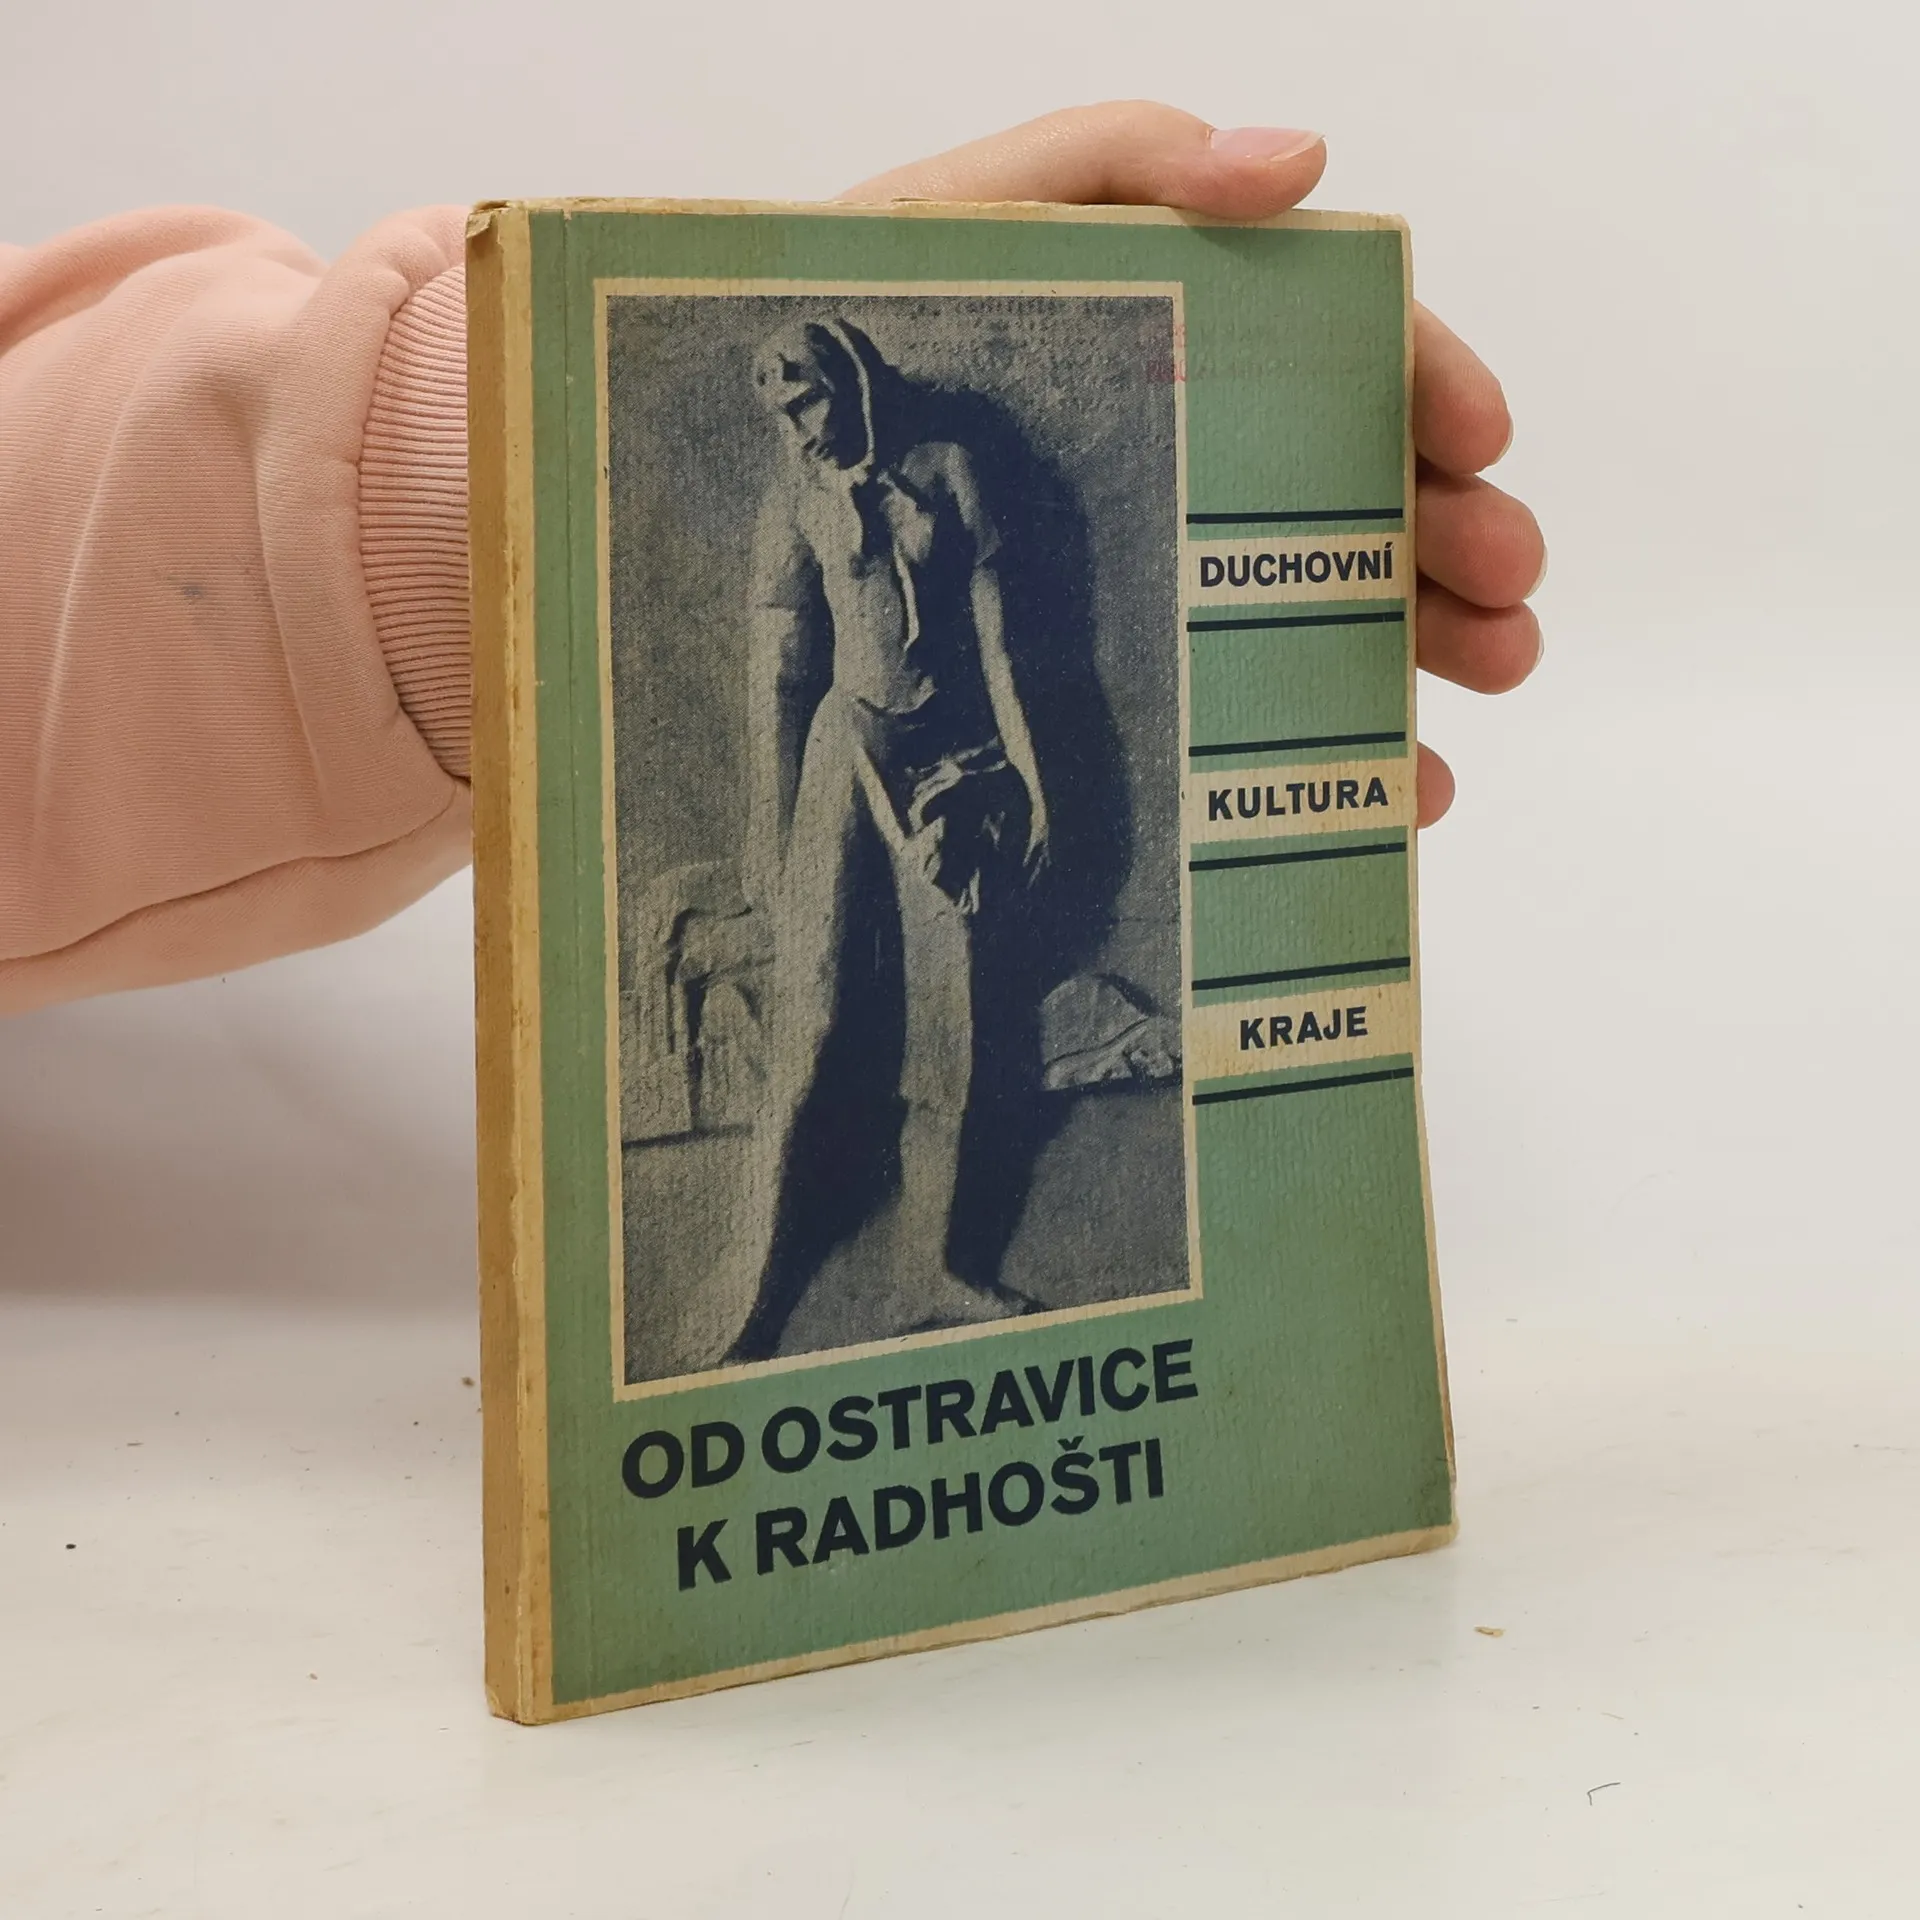 DUCHOVNÍ
KULTURA
KRAJE
OD OSTRAVICE
K RADHOŠTI